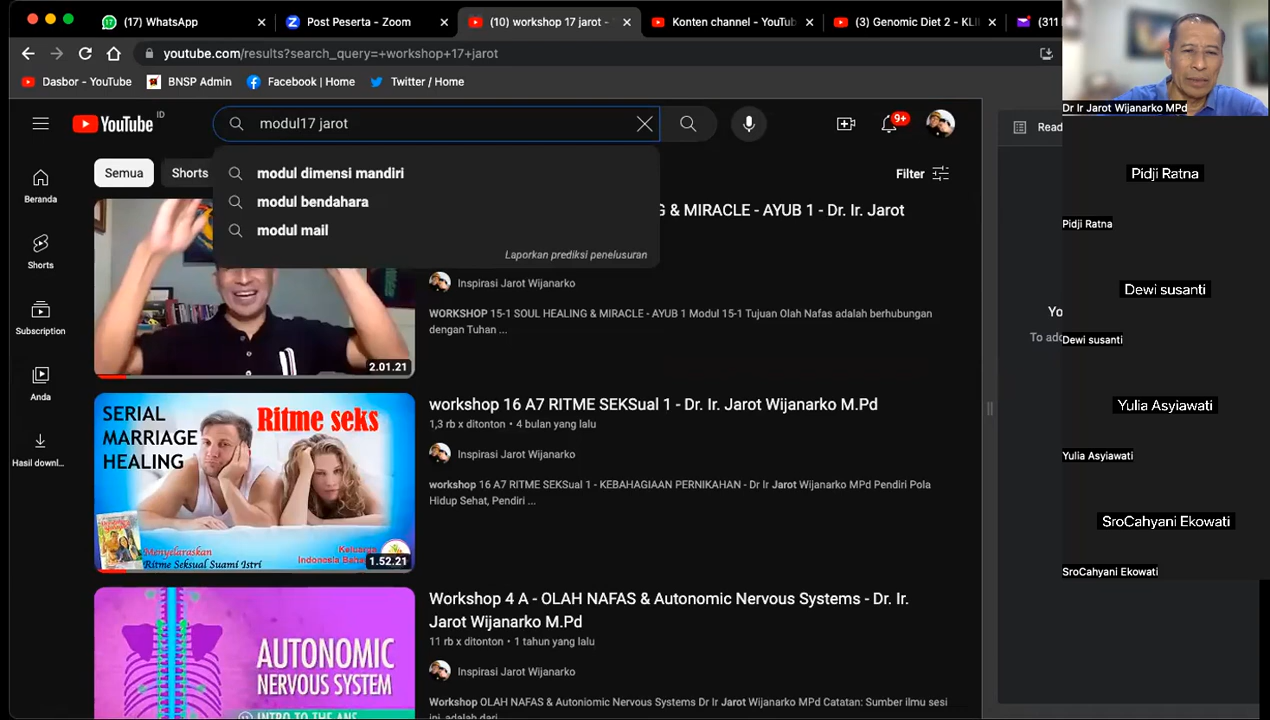 (17) WhatsApp
Post Peserta - Zoom
(10) workshop 17 jarot -
Konten channel - YouTub
(3) Genomic Diet 2 - KLI
(311
youtube.com/results?search_query=+workshop+17+jarot
Dasbor - YouTube
BNSP Admin
Facebook | Home
Twitter / Home
Dr Ir Jarot Wijanarko MPd
YouTube ID
modul17 jarot
9+
Read
Semua
Shorts
modul dimensi mandiri
modul bendahara
modul mail
Laporkan prediksi penelusuran
Filter
Beranda
Shorts
Subscription
Anda
Hasil downl...
G & MIRACLE - AYUB 1 - Dr. Ir. Jarot
Inspirasi Jarot Wijanarko
WORKSHOP 15-1 SOUL HEALING & MIRACLE - AYUB 1 Modul 15-1 Tujuan Olah Nafas adalah berhubungan
dengan Tuhan ...
2.01.21
SERIAL
MARRIAGE
HEALING
Ritme seks
Menyelaraskan
Ritme Seksual Suami Istri
Keluarga
1.52.21
workshop 16 A7 RITME SEKSual 1 - Dr. Ir. Jarot Wijanarko M.Pd
1,3 rb x ditonton • 4 bulan yang lalu
Inspirasi Jarot Wijanarko
workshop 16 A7 RITME SEKSual 1 - KEBAHAGIAAN PERNIKAHAN - Dr Ir Jarot Wijanarko MPd Pendiri Pola
Hidup Sehat, Pendiri ...
AUTONOMIC
NERVOUS SYSTEM
INTRO TO THE ANS
Workshop 4 A - OLAH NAFAS & Autonomic Nervous Systems - Dr. Ir.
Jarot Wijanarko M.Pd
11 rb x ditonton • 1 tahun yang lalu
Inspirasi Jarot Wijanarko
Workshop OLAH NAFAS & Autoniomic Nervous Systems Dr Ir Jarot Wijanarko MPd Catatan: Sumber ilmu sesi
ini, adalah dari
Yo
To add
Pidji Ratna
Pidji Ratna
Dewi susanti
Dewi susanti
Yulia Asyiawati
Yulia Asyiawati
SroCahyani Ekowati
SroCahyani Ekowati